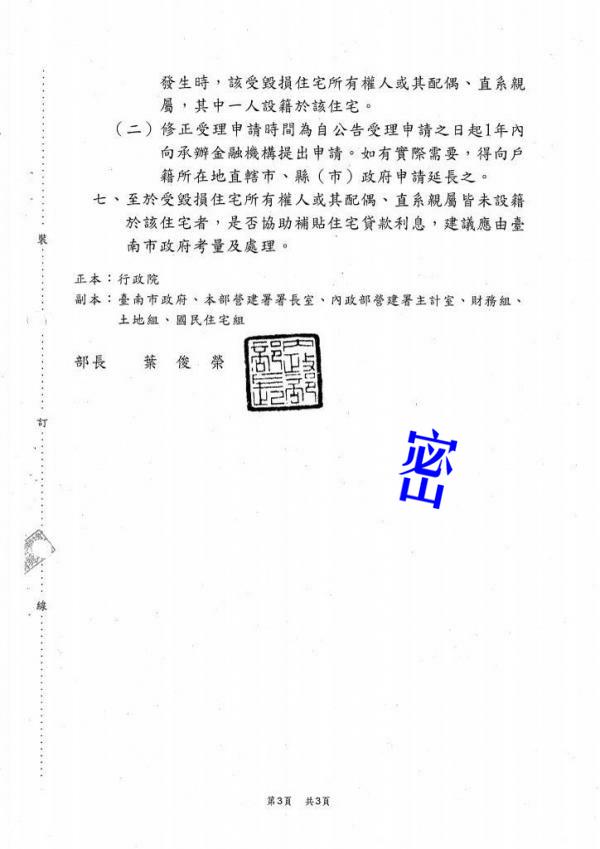 發生時，該受毀損住宅所有權人或其配偶、直系親
屬，其中一人設籍於該住宅。
（二）修正受理申請時間為自公告受理申請之日起1年內
向承辦金融機構提出申請。如有實際需要，得向戶
籍所在地直轄市、縣（市）政府申請延長之。
七、至於受毀損住宅所有權人或其配偶、直系親屬皆未設籍
於該住宅者，是否協助補貼住宅貸款利息，建議應由臺
南市政府考量及處理。
正本：行政院
副本：臺南市政府、本部營建署署長室、內政部營建署主計室、財務組、
土地組、國民住宅組
部長　葉俊榮
內政部部長
密
裝
訂
線
第3頁　共3頁